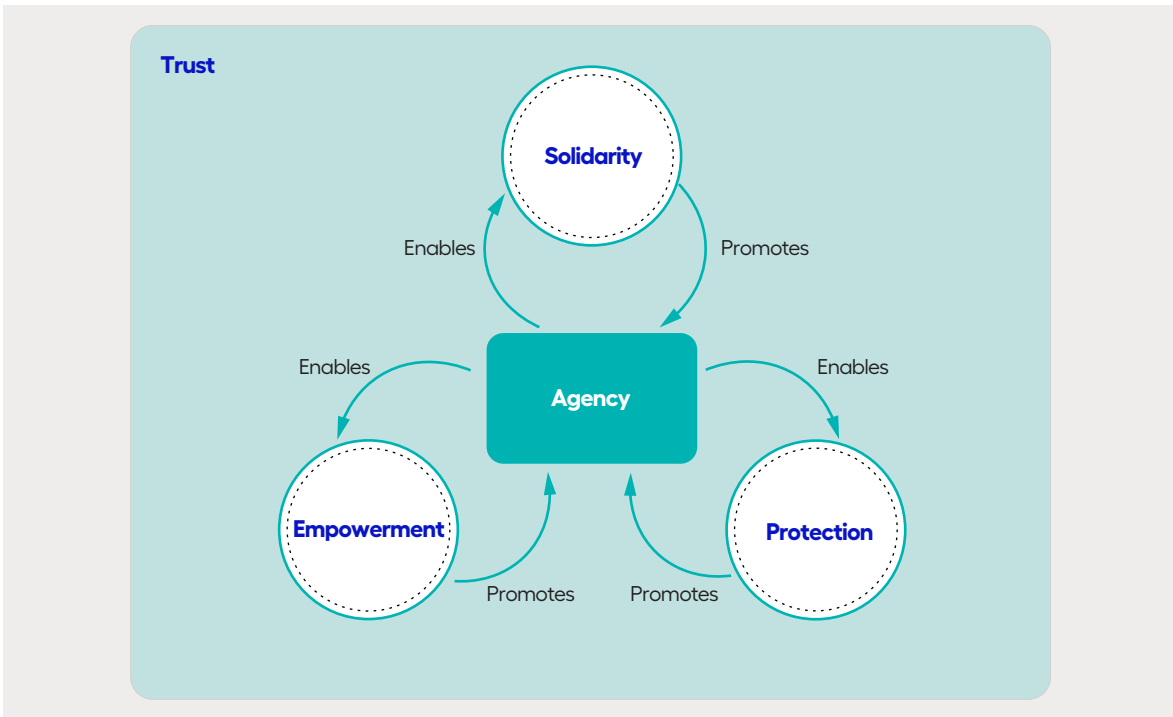 Trust
Solidarity
Enables
Promotes
Enables
Enables
Agency
Empowerment
Protection
Promotes
Promotes